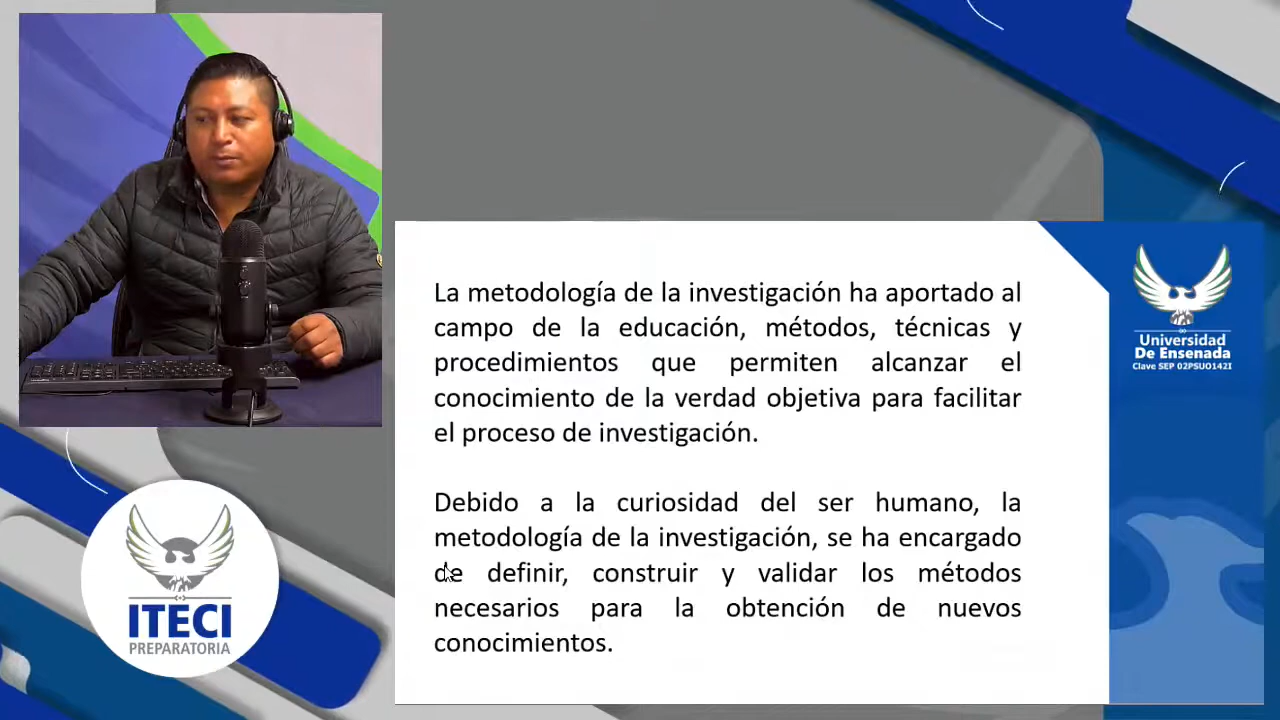 La metodología de la investigación ha aportado al
campo de la educación, métodos, técnicas y
procedimientos que permiten alcanzar el
conocimiento de la verdad objetiva para facilitar
el proceso de investigación.
Debido a la curiosidad del ser humano, la
metodología de la investigación, se ha encargado
de definir, construir y validar los métodos
necesarios para la obtención de nuevos
conocimientos.
Universidad
De Ensenada
Clave SEP 02PSU0142I
ITECI
PREPARATORIA